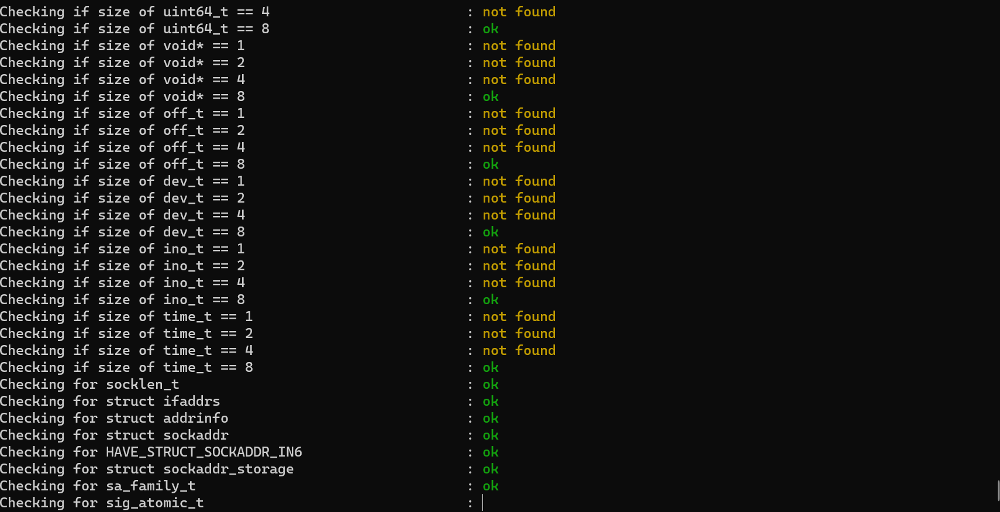 Checking if size of uint64_t == 4 : not found
Checking if size of uint64_t == 8 : ok
Checking if size of void* == 1 : not found
Checking if size of void* == 2 : not found
Checking if size of void* == 4 : not found
Checking if size of void* == 8 : ok
Checking if size of off_t == 1 : not found
Checking if size of off_t == 2 : not found
Checking if size of off_t == 4 : not found
Checking if size of off_t == 8 : ok
Checking if size of dev_t == 1 : not found
Checking if size of dev_t == 2 : not found
Checking if size of dev_t == 4 : not found
Checking if size of dev_t == 8 : ok
Checking if size of ino_t == 1 : not found
Checking if size of ino_t == 2 : not found
Checking if size of ino_t == 4 : not found
Checking if size of ino_t == 8 : ok
Checking if size of time_t == 1 : not found
Checking if size of time_t == 2 : not found
Checking if size of time_t == 4 : not found
Checking if size of time_t == 8 : ok
Checking for socklen_t : ok
Checking for struct ifaddrs : ok
Checking for struct addrinfo : ok
Checking for struct sockaddr : ok
Checking for HAVE_STRUCT_SOCKADDR_IN6 : ok
Checking for struct sockaddr_storage : ok
Checking for sa_family_t : ok
Checking for sig_atomic_t :